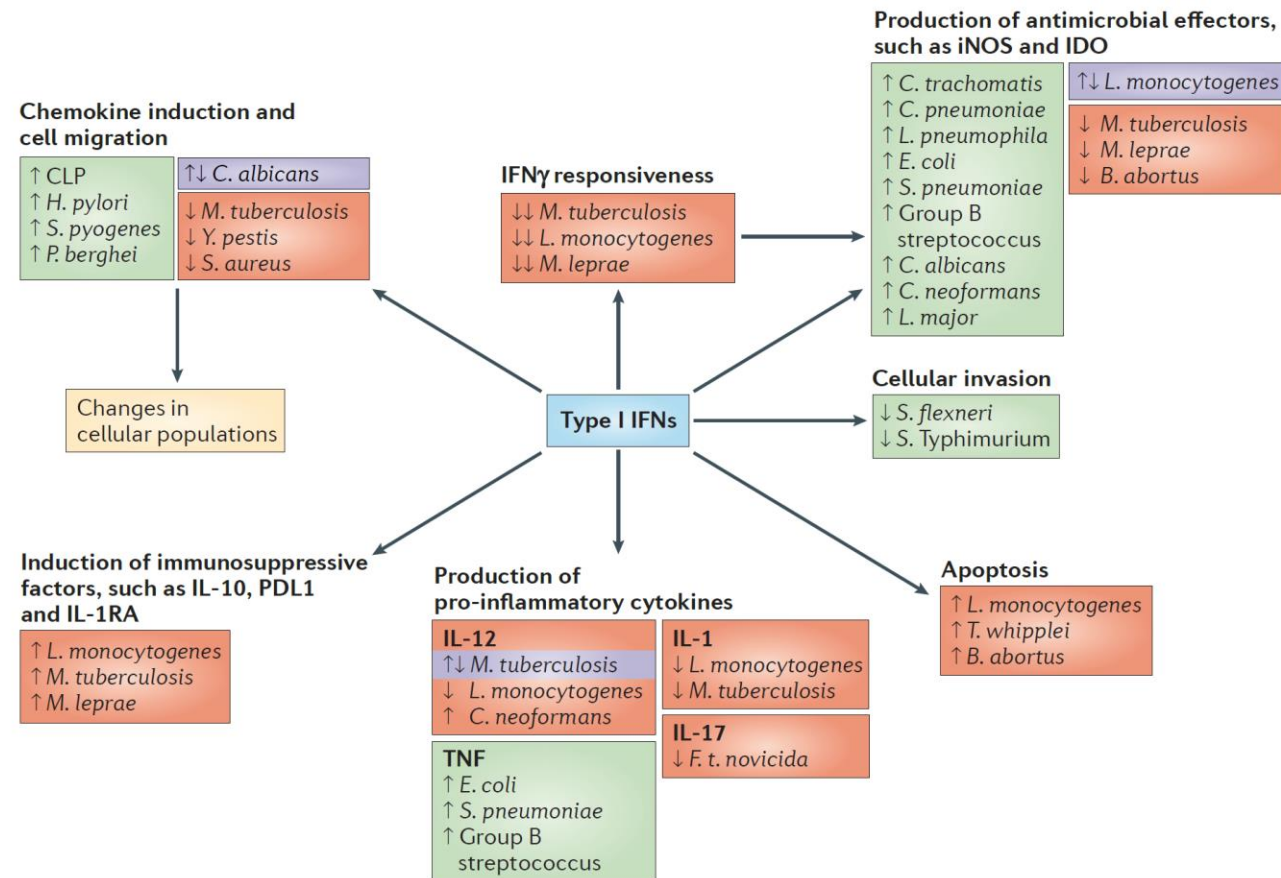 Chemokine induction and
cell migration
↑ CLP
↑ H. pylori
↑ S. pyogenes
↑ P. berghei
↑↓ C. albicans
↓ M. tuberculosis
↓ Y. pestis
↓ S. aureus
Changes in
cellular populations
IFNγ responsiveness
↓↓ M. tuberculosis
↓↓ L. monocytogenes
↓↓ M. leprae
Production of antimicrobial effectors,
such as iNOS and IDO
↑ C. trachomatis
↑ C. pneumoniae
↑ L. pneumophila
↑ E. coli
↑ S. pneumoniae
↑ Group B
streptococcus
↑ C. albicans
↑ C. neoformans
↑ L. major
↑↓ L. monocytogenes
↓ M. tuberculosis
↓ M. leprae
↓ B. abortus
Type I IFNs
Cellular invasion
↓ S. flexneri
↓ S. Typhimurium
Induction of immunosuppressive
factors, such as IL-10, PDL1
and IL-1RA
↑ L. monocytogenes
↑ M. tuberculosis
↑ M. leprae
Production of
pro-inflammatory cytokines
IL-12
↑↓ M. tuberculosis
↓ L. monocytogenes
↑ C. neoformans
IL-1
↓ L. monocytogenes
↓ M. tuberculosis
IL-17
↓ F. t. novicida
TNF
↑ E. coli
↑ S. pneumoniae
↑ Group B
streptococcus
Apoptosis
↑ L. monocytogenes
↑ T. whipplei
↑ B. abortus